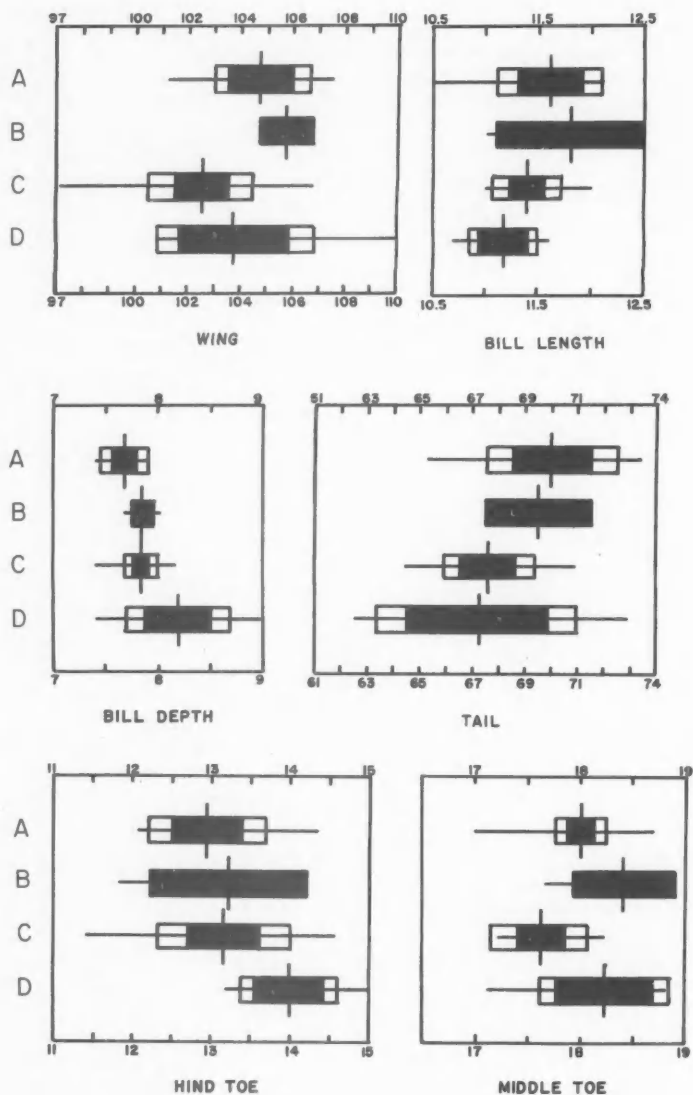 97 100 102 104 106 108 110
10.5 11.5 12.5
A
B
C
D
97 100 102 104 106 108 110
10.5 11.5 12.5
WING
BILL LENGTH
7 8 9
61 63 65 67 69 71 74
A
B
C
D
7 8 9
61 63 65 67 69 71 74
BILL DEPTH
TAIL
11 12 13 14 15
17 18 19
A
B
C
D
11 12 13 14 15
17 18 19
HIND TOE
MIDDLE TOE